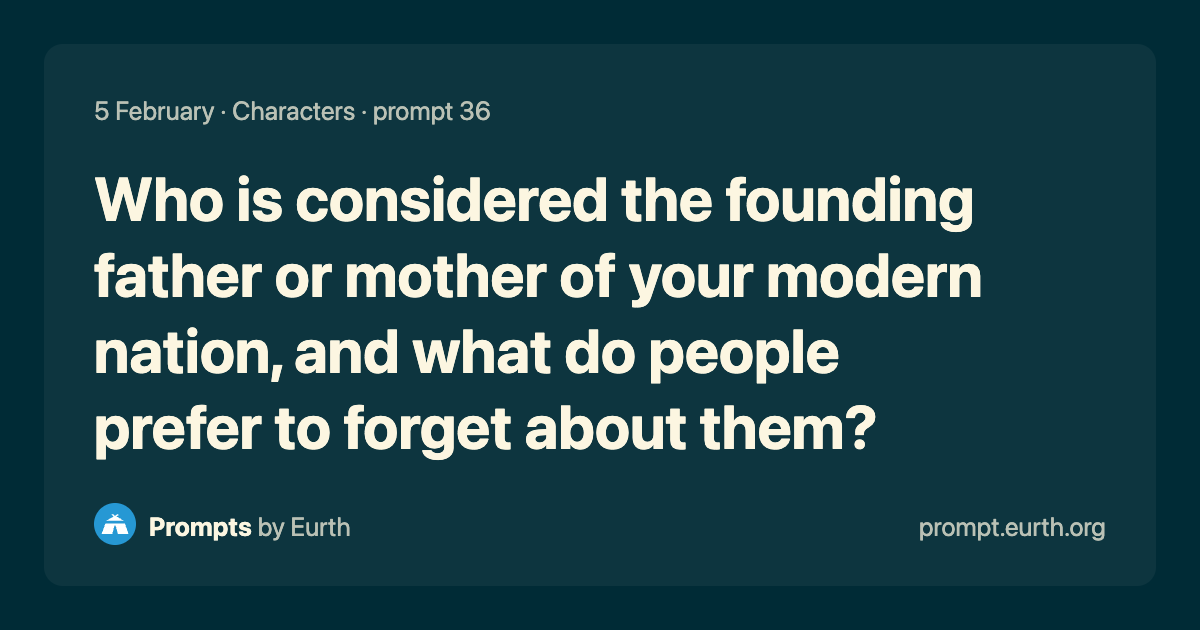 5 February · Characters · prompt 36
Who is considered the founding
father or mother of your modern
nation, and what do people
prefer to forget about them?
Prompts by Eurth
prompt.eurth.org